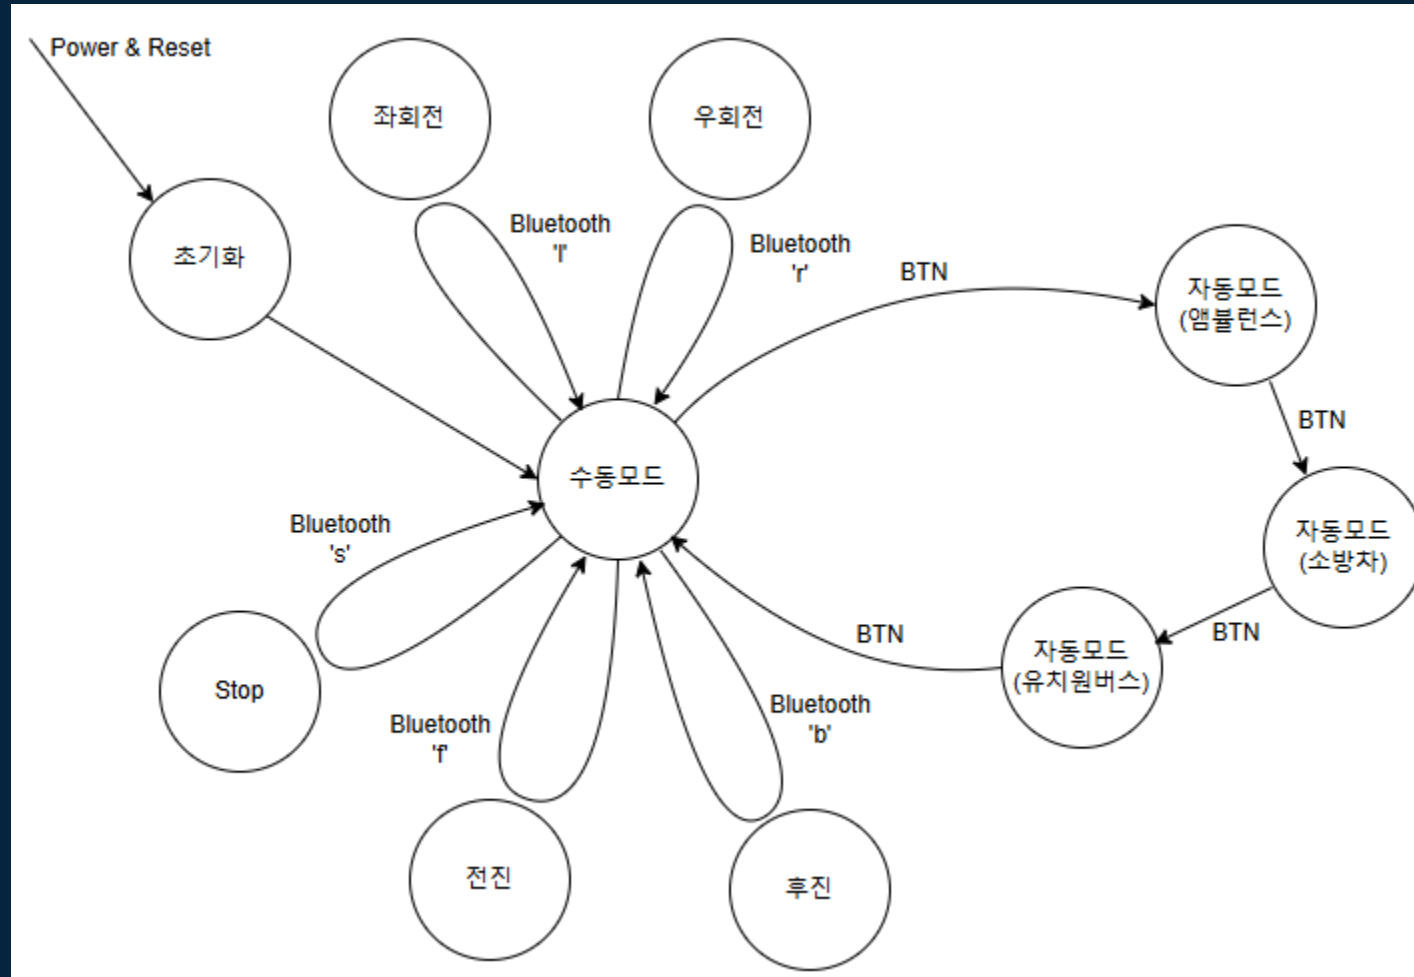 Power & Reset
좌회전
우회전
초기화
Bluetooth
'l'
Bluetooth
'r'
BTN
자동모드
(앰뷸런스)
BTN
수동모드
자동모드
(소방차)
Bluetooth
's'
BTN
BTN
자동모드
(유치원버스)
Stop
Bluetooth
'f'
Bluetooth
'b'
전진
후진